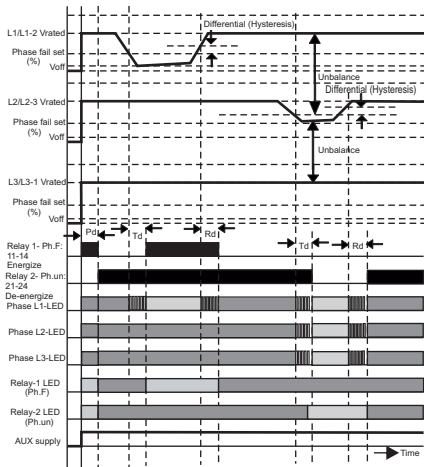 L1/L1-2 Vrated
Differential (Hysteresis)
Phase fail set
(%)
Voff
Unbalance
Differential (Hysteresis)
L2/L2-3 Vrated
Phase fail set
(%)
Voff
Unbalance
L3/L3-1 Vrated
Phase fail set
(%)
Voff
Pd
Td
Rd
Relay 1- Ph.F:
11-14
Td
Rd
Energize
Relay 2- Ph.un:
21-24
De-energize
Phase L1-LED
Phase L2-LED
Phase L3-LED
Relay-1 LED
(Ph.F)
Relay-2 LED
(Ph.un)
AUX supply
Time